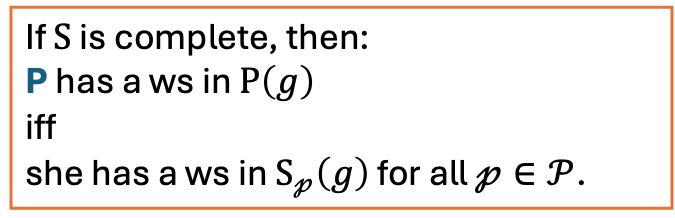 If S is complete, then:
P has a ws in P(ℊ)
iff
she has a ws in S𝓅(ℊ) for all 𝓅 ∈ 𝒫.